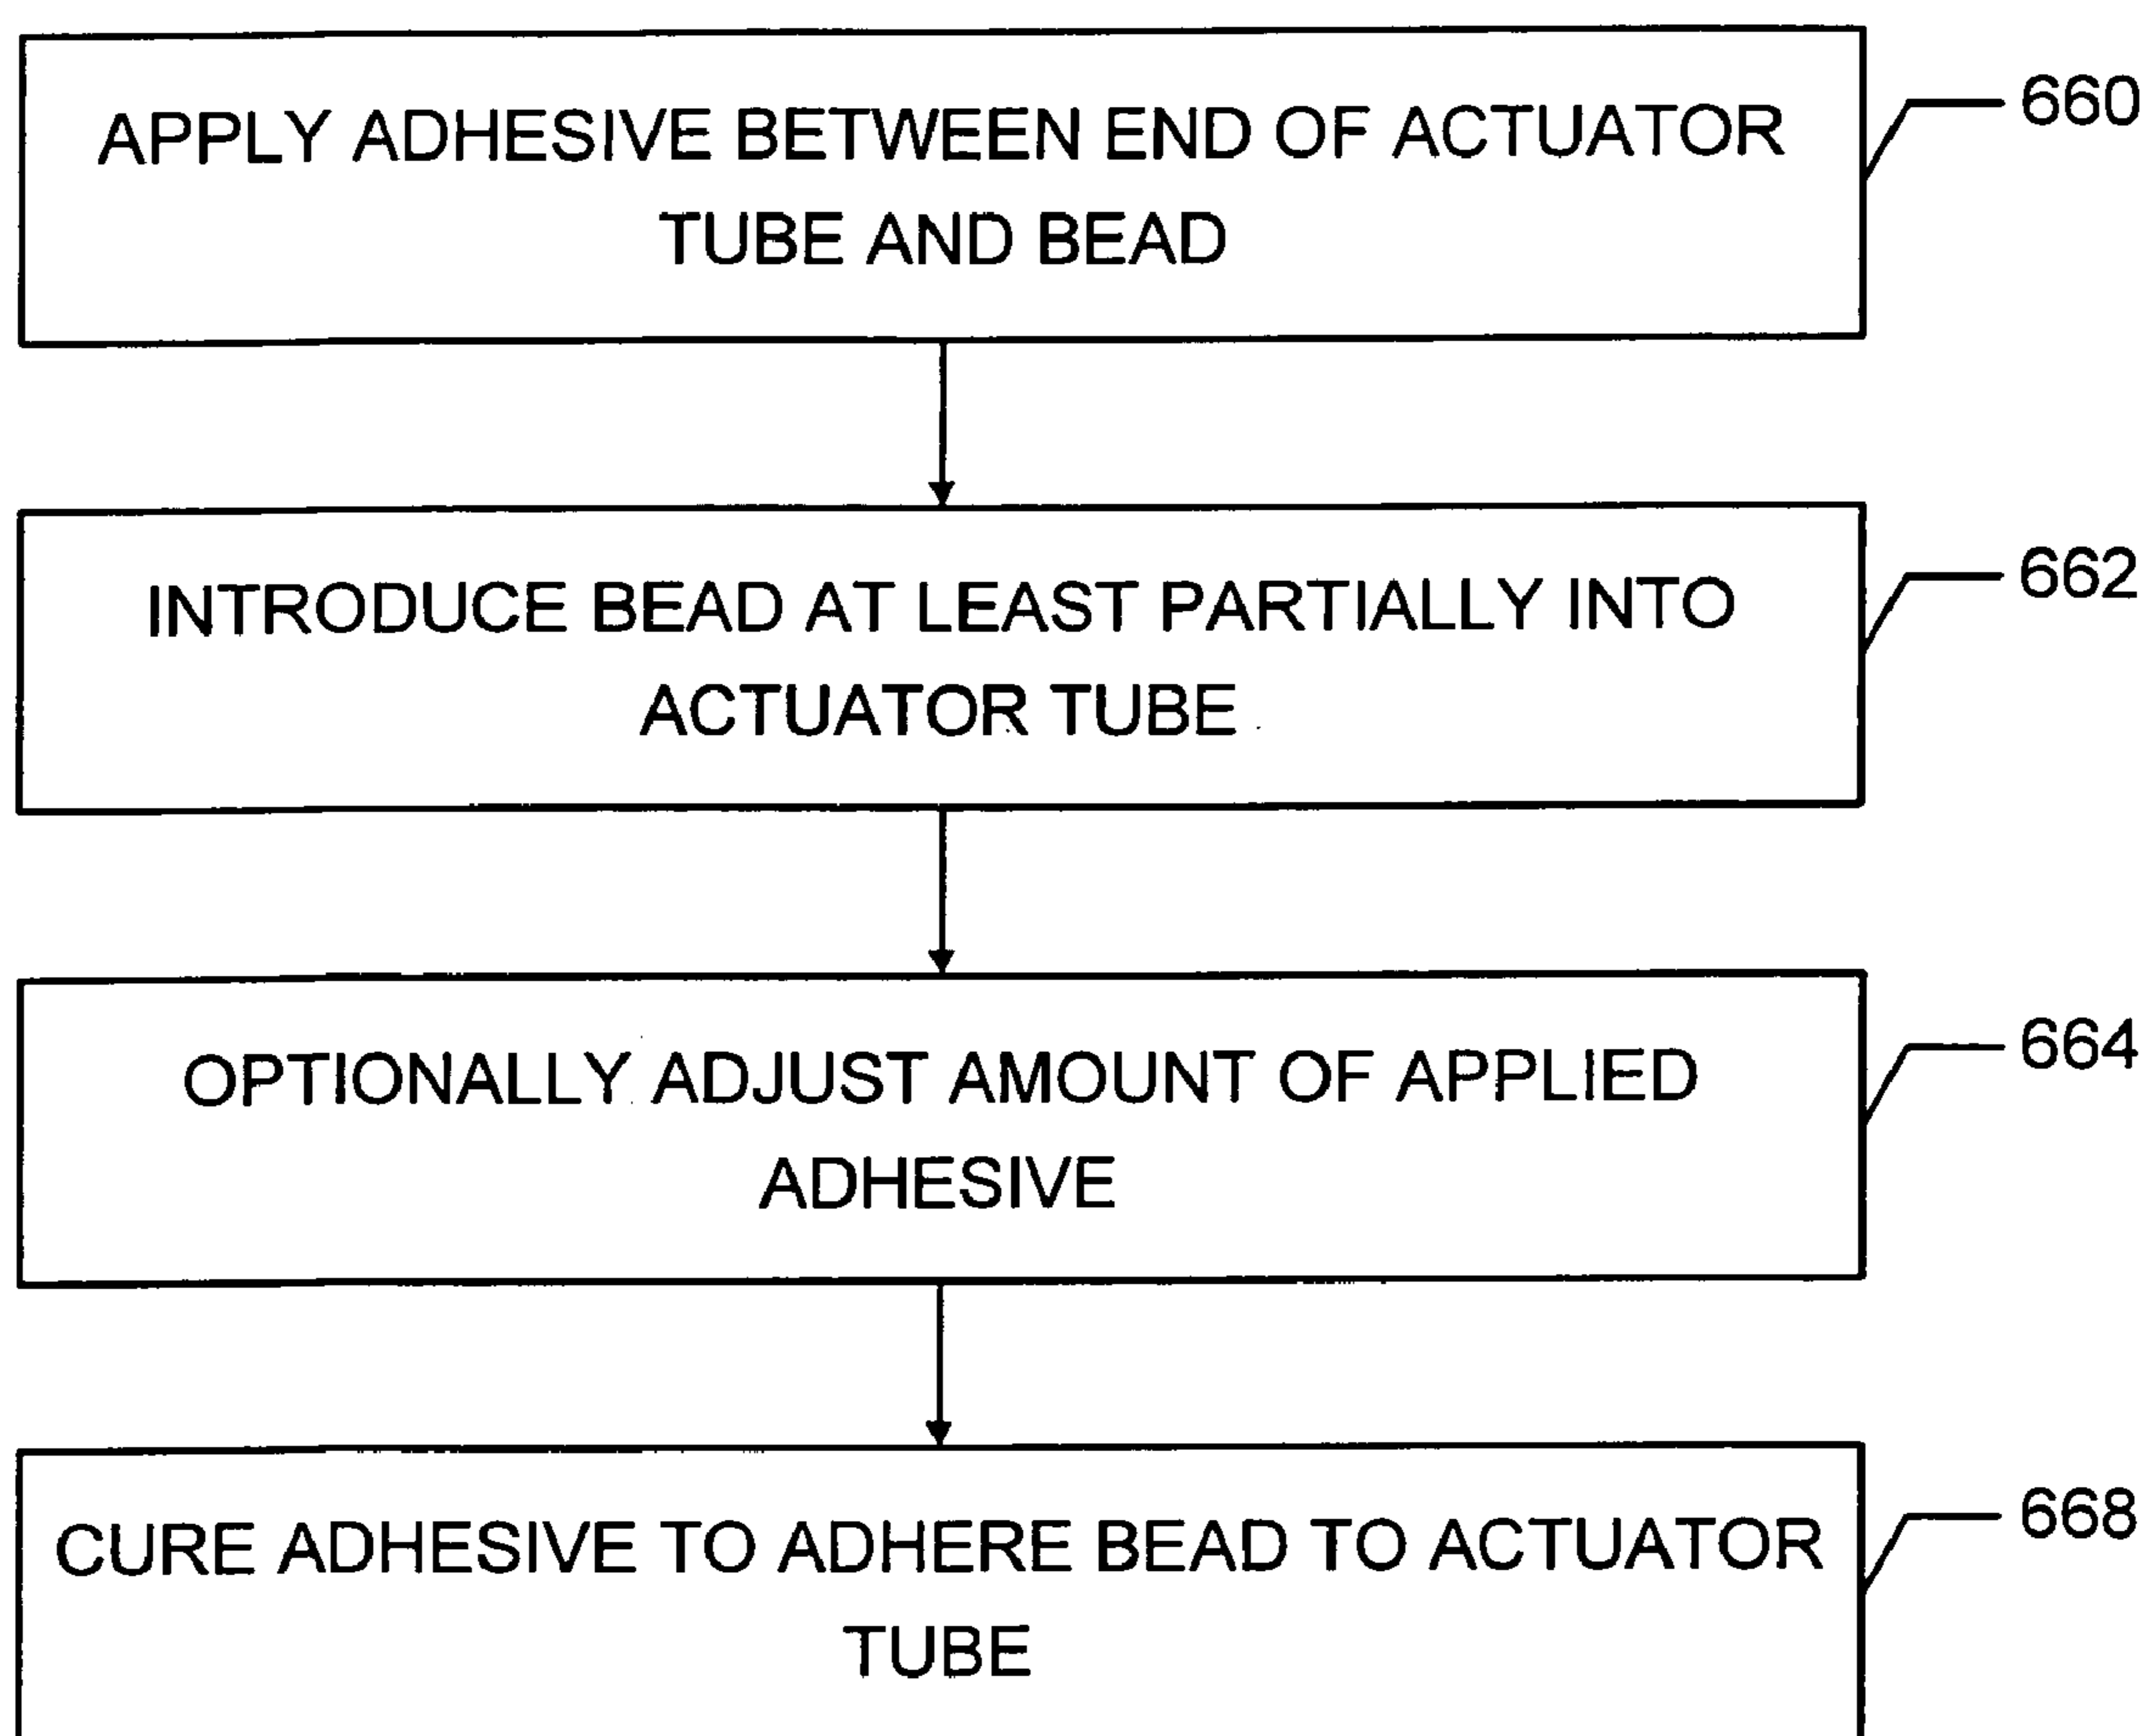 APPLY ADHESIVE BETWEEN END OF ACTUATOR
TUBE AND BEAD
660
INTRODUCE BEAD AT LEAST PARTIALLY INTO
ACTUATOR TUBE
662
OPTIONALLY ADJUST AMOUNT OF APPLIED
ADHESIVE
664
CURE ADHESIVE TO ADHERE BEAD TO ACTUATOR
TUBE
668